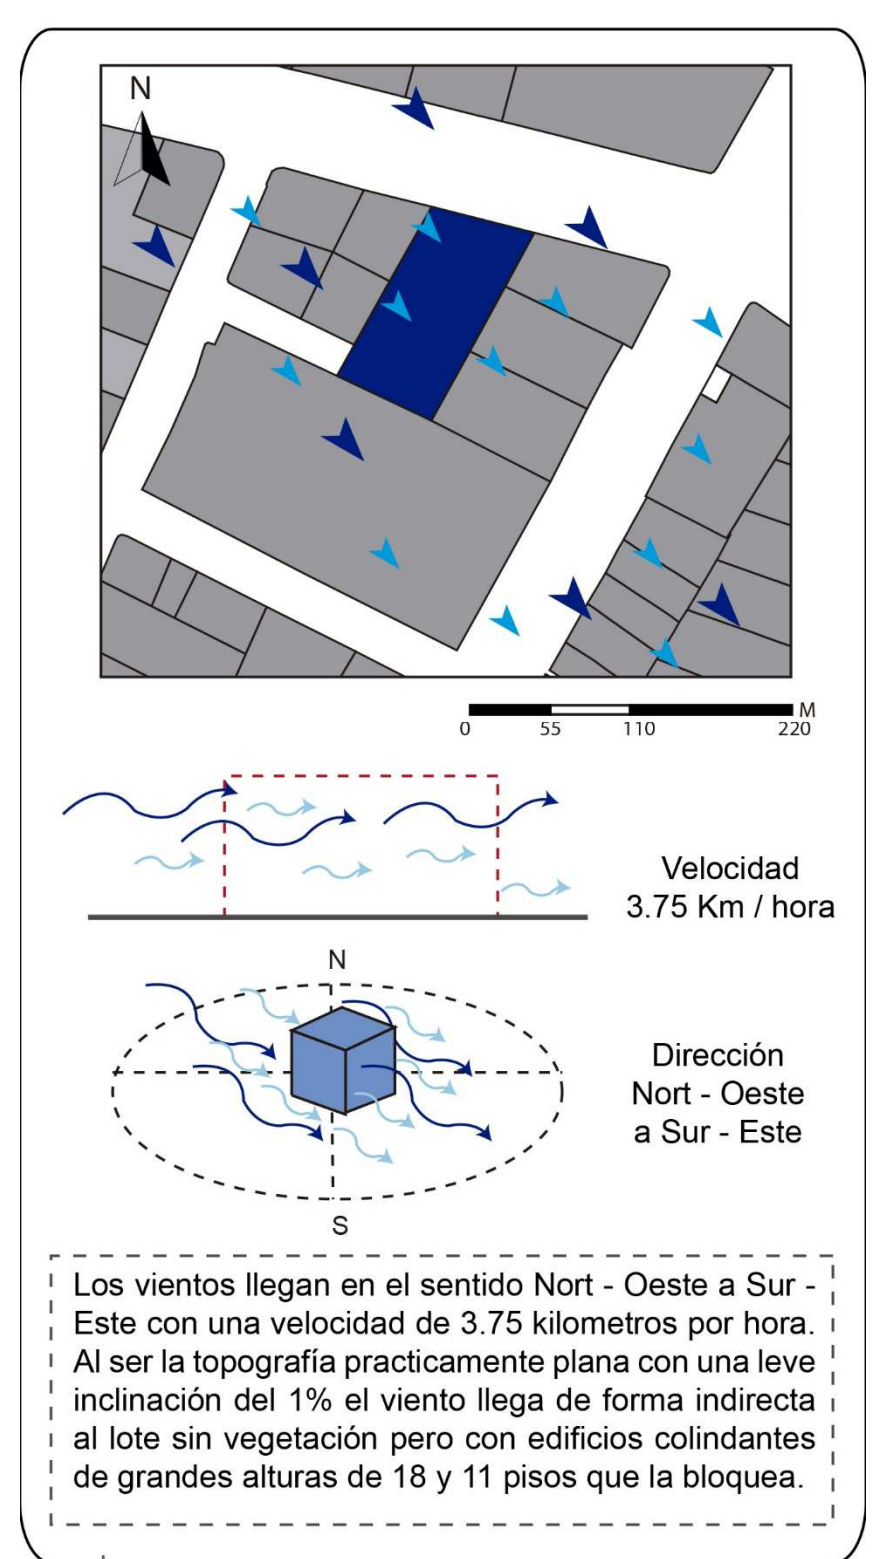 N
M
0 55 110 220
Velocidad
3.75 Km / hora
N
Dirección
Nort - Oeste
a Sur - Este
S
Los vientos llegan en el sentido Nort - Oeste a Sur -
Este con una velocidad de 3.75 kilometros por hora.
Al ser la topografía practicamente plana con una leve
inclinación del 1% el viento llega de forma indirecta
al lote sin vegetación pero con edificios colindantes
de grandes alturas de 18 y 11 pisos que la bloquea.